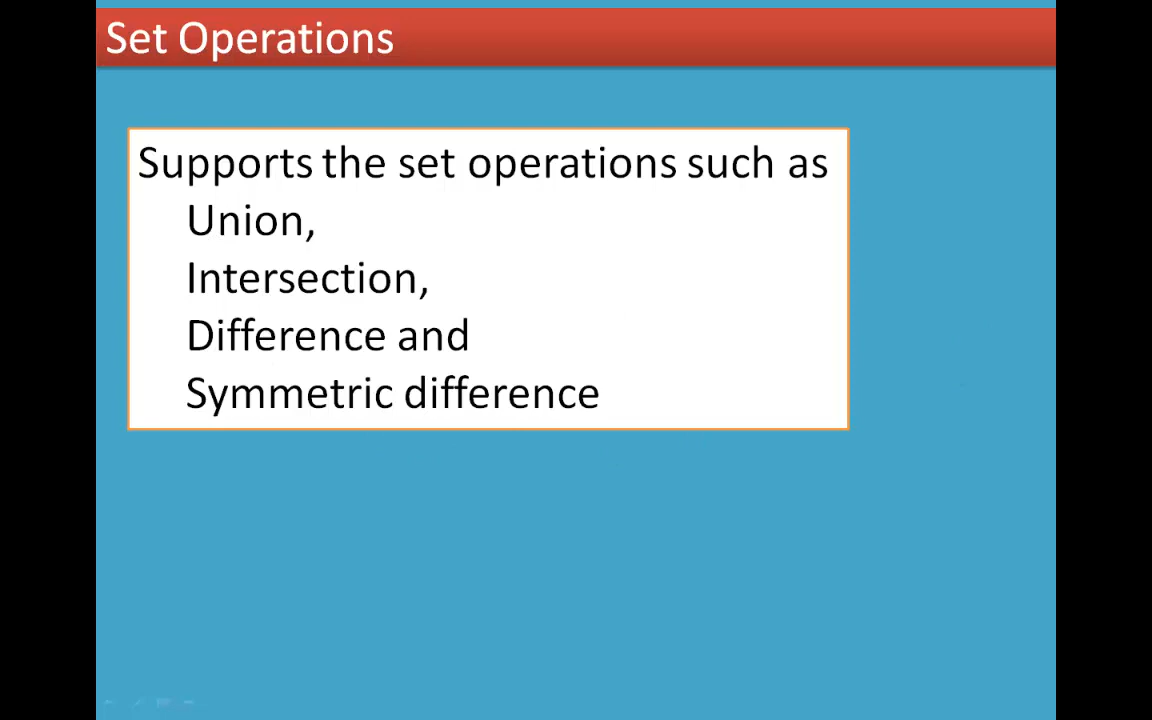 Set Operations
Supports the set operations such as
Union,
Intersection,
Difference and
Symmetric difference